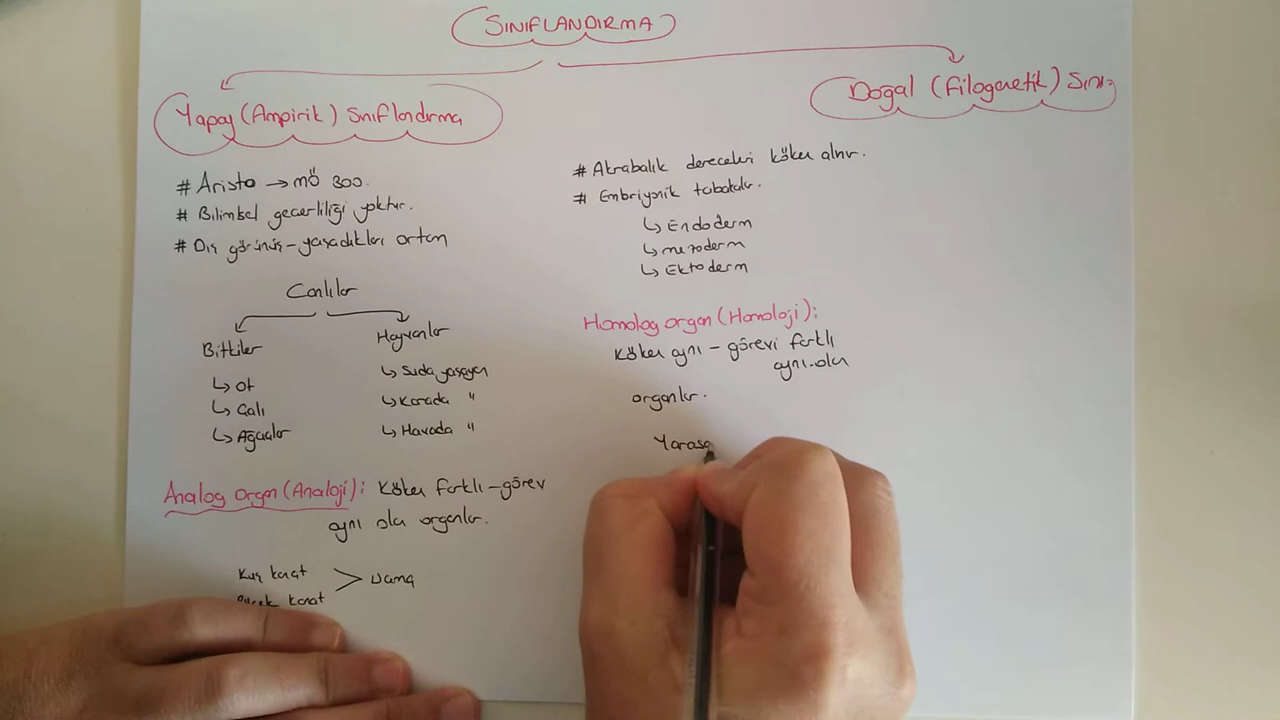 SINIFLANDIRMA
Yapay (Ampirik) Sınıflandırma
# Aristo → MÖ 300.
# Bilimsel geçerliliği yoktur.
# Dış görünüş - yaşadıkları ortam
Canlılar
Bitkiler
↳ Ot
↳ Çalı
↳ Ağaçlar
Hayvanlar
↳ Suda yaşayan
↳ Karada "
↳ Havada "
Analog Organ (Analoji): Köken farklı - görev
aynı olan organlar.
Kuş kanat
Böcek kanat
> Uçma
Doğal (Filogenetik) Sını
# Akrabalık dereceleri köken alınır.
# Embriyonik tabakalar.
↳ Endoderm
↳ mezoderm
↳ Ektoderm
Homolog organ (Homoloji):
Köken aynı - görevi farklı
aynı olan
organlar.
Yarasa